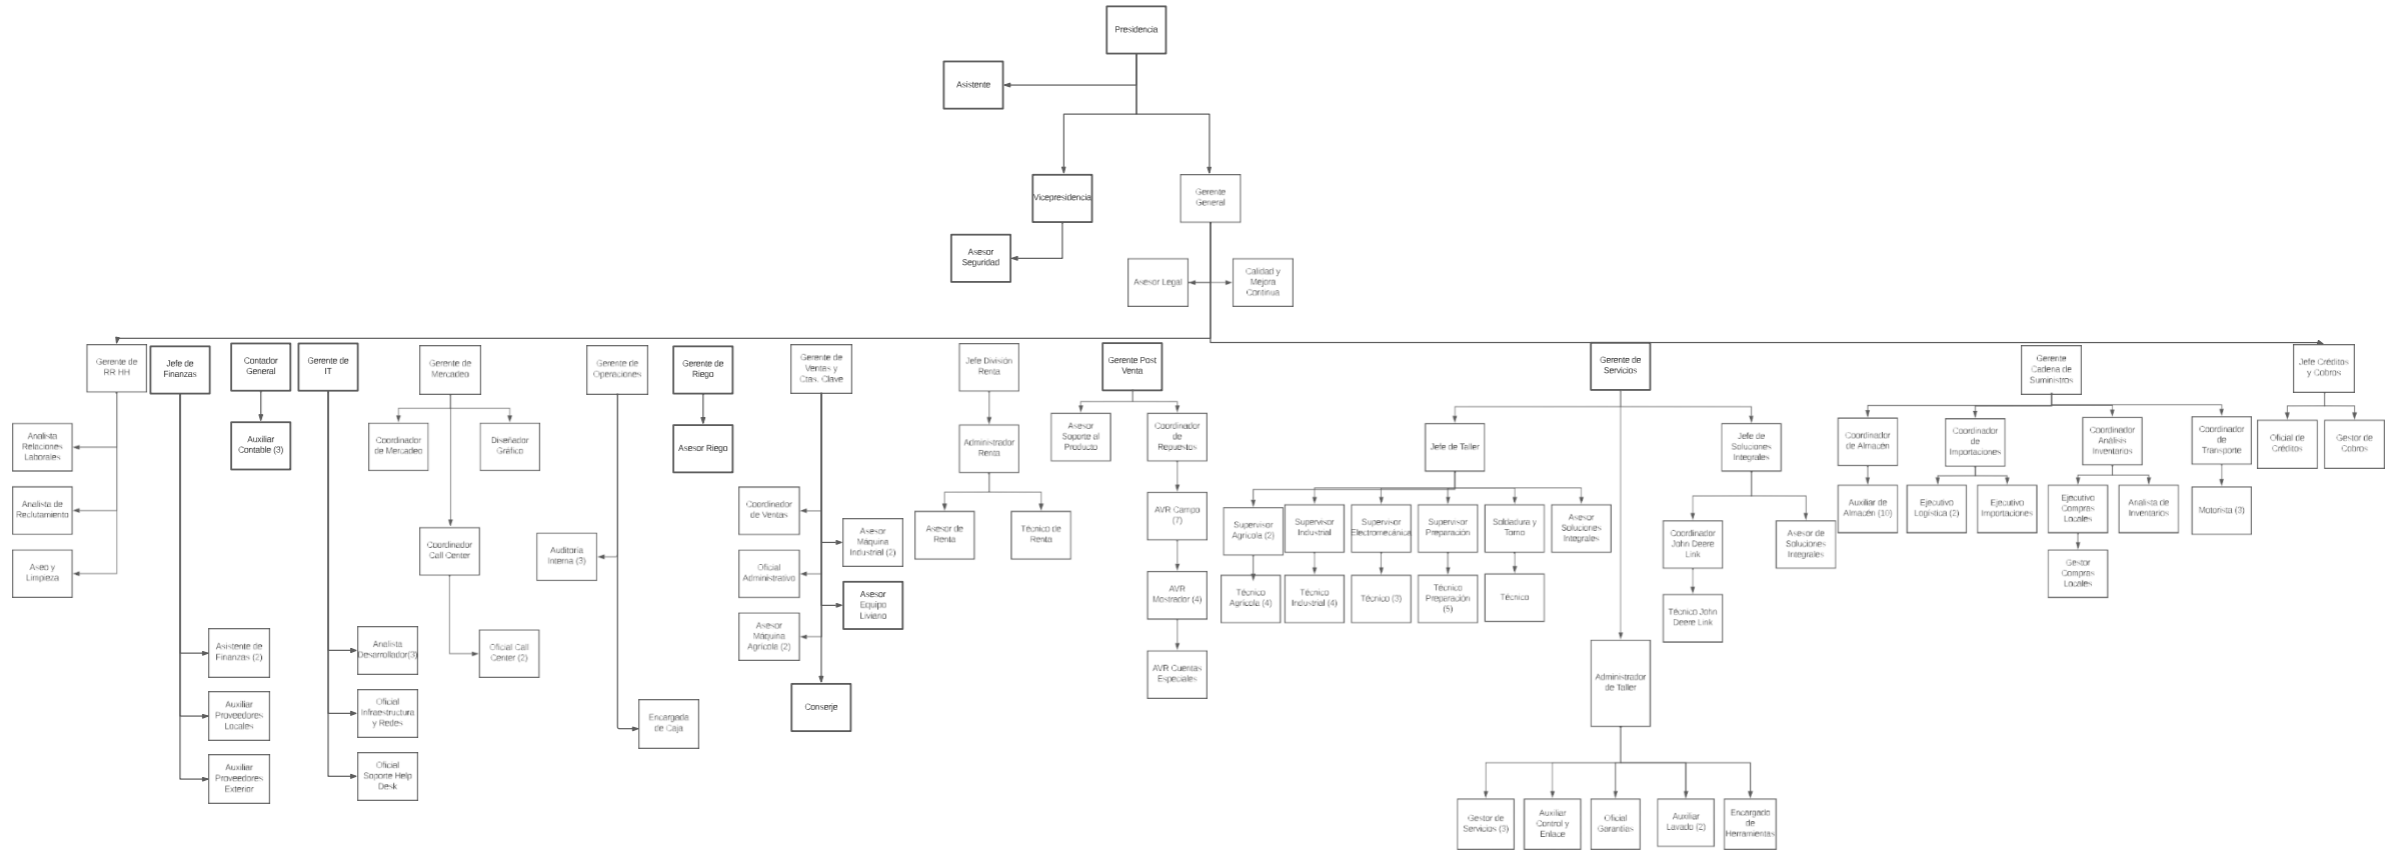 Presidencia
Asistente
Vicepresidencia
Gerente
General
Asesor
Seguridad
Asesor Legal
Calidad y
Mejora
Continua
Gerente de
RR HH
Jefe de
Finanzas
Contador
General
Gerente de
IT
Gerente de
Mercadeo
Gerente de
Operaciones
Gerente de
Riego
Gerente de
Ventas y
Ctas. Clave
Jefe División
Renta
Gerente Post
Venta
Gerente de
Servicios
Gerente
Cadena de
Suministros
Jefe Créditos
y Cobros
Analista
Relaciones
Laborales
Analista de
Reclutamiento
Aseo y
Limpieza
Asistente de
Finanzas (2)
Auxiliar
Proveedores
Locales
Auxiliar
Proveedores
Exterior
Auxiliar
Contable (3)
Analista
Desarrollador(3)
Oficial
Infraestructura
y Redes
Oficial
Soporte Help
Desk
Coordinador
de Mercadeo
Diseñador
Gráfico
Coordinador
Call Center
Oficial Call
Center (2)
Auditoría
Interna (3)
Encargada
de Caja
Asesor Riego
Coordinador
de Ventas
Asesor
Máquina
Industrial (2)
Oficial
Administrativo
Asesor
Equipo
Liviano
Asesor
Máquina
Agrícola (2)
Conserje
Administrador
Renta
Asesor de
Renta
Técnico de
Renta
Asesor
Soporte al
Producto
Coordinador
de
Repuestos
AVR Campo
(7)
AVR
Mostrador (4)
AVR Cuentas
Especiales
Jefe de Taller
Supervisor
Agrícola (2)
Supervisor
Industrial
Supervisor
Electromecánica
Supervisor
Preparación
Soldadura y
Torno
Asesor
Soluciones
Integrales
Técnico
Agrícola (4)
Técnico
Industrial (4)
Técnico (3)
Técnico
Preparación
(5)
Técnico
Jefe de
Soluciones
Integrales
Coordinador
John Deere
Link
Asesor de
Soluciones
Integrales
Técnico John
Deere Link
Administrador
de Taller
Gestor de
Servicios (3)
Auxiliar
Control y
Enlace
Oficial
Garantías
Auxiliar
Lavado (2)
Encargado
de
Herramientas
Coordinador
de Almacén
Coordinador
de
Importaciones
Coordinador
Análisis
Inventarios
Coordinador
de
Transporte
Auxiliar de
Almacén (10)
Ejecutivo
Logística (2)
Ejecutivo
Importaciones
Ejecutivo
Compras
Locales
Analista de
Inventarios
Motorista (3)
Gestor
Compras
Locales
Oficial de
Créditos
Gestor de
Cobros